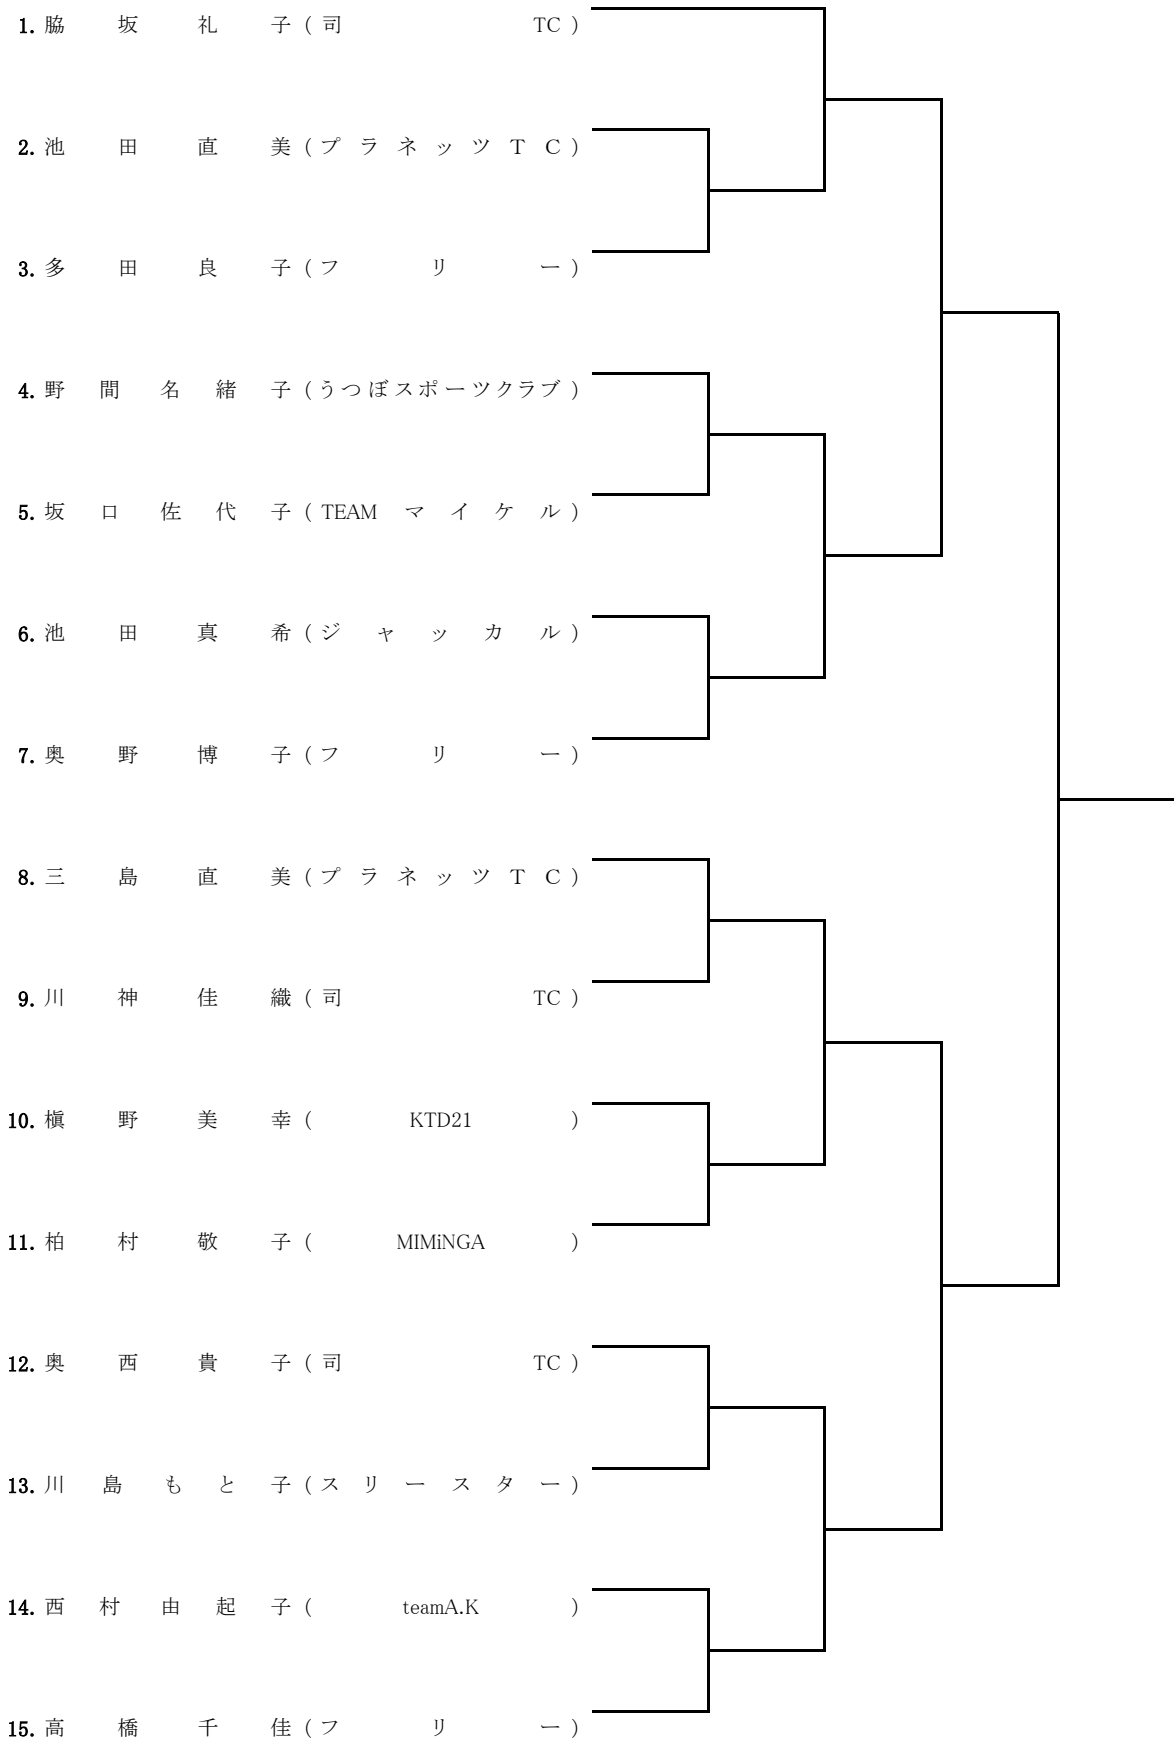 1. 脇坂礼子(司TC)
2. 池田直美(プラネッツTC)
3. 多田良子(フリー)
4. 野間名緒子(うつぼスポーツクラブ)
5. 坂口佐代子(TEAMマイケル)
6. 池田真希(ジャッカル)
7. 奥野博子(フリー)
8. 三島直美(プラネッツTC)
9. 川神佳織(司TC)
10. 槇野美幸(KTD21)
11. 柏村敬子(MIMiNGA)
12. 奥西貴子(司TC)
13. 川島もと子(スリースター)
14. 西村由起子(teamA.K)
15. 高橋千佳(フリー)